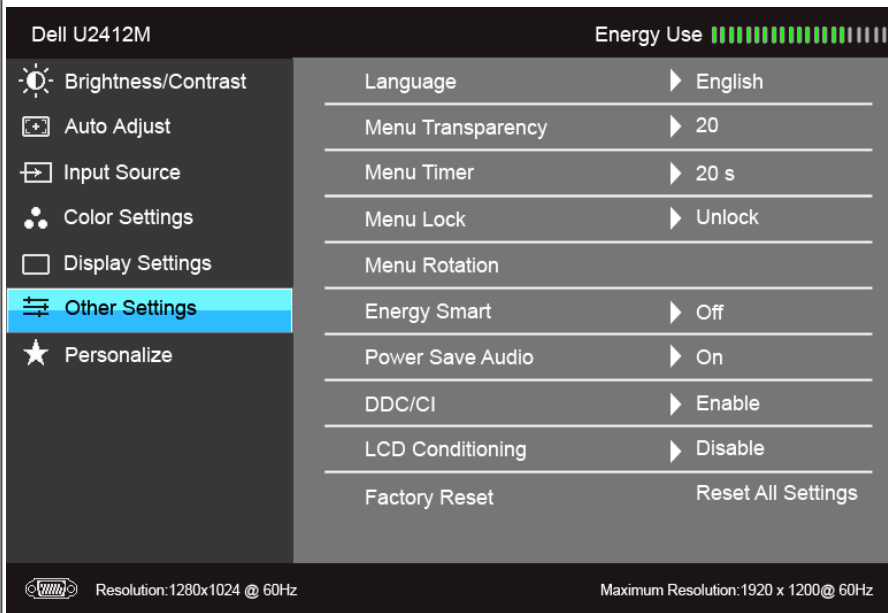 Dell U2412M
Energy Use
Brightness/Contrast
Auto Adjust
Input Source
Color Settings
Display Settings
Other Settings
Personalize
Language English
Menu Transparency 20
Menu Timer 20 s
Menu Lock Unlock
Menu Rotation
Energy Smart Off
Power Save Audio On
DDC/CI Enable
LCD Conditioning Disable
Factory Reset Reset All Settings
Resolution:1280x1024 @ 60Hz
Maximum Resolution:1920 x 1200@ 60Hz